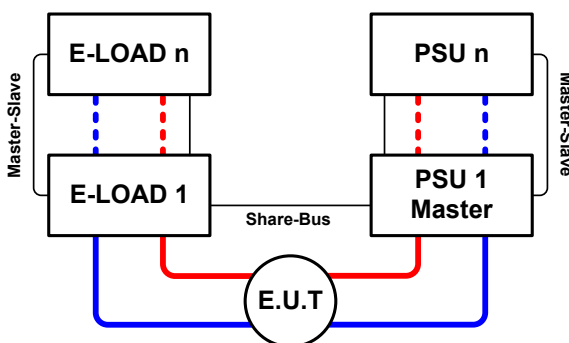 E-LOAD n
PSU n
Master-Slave
Master-Slave
E-LOAD 1
PSU 1
Master
Share-Bus
E.U.T